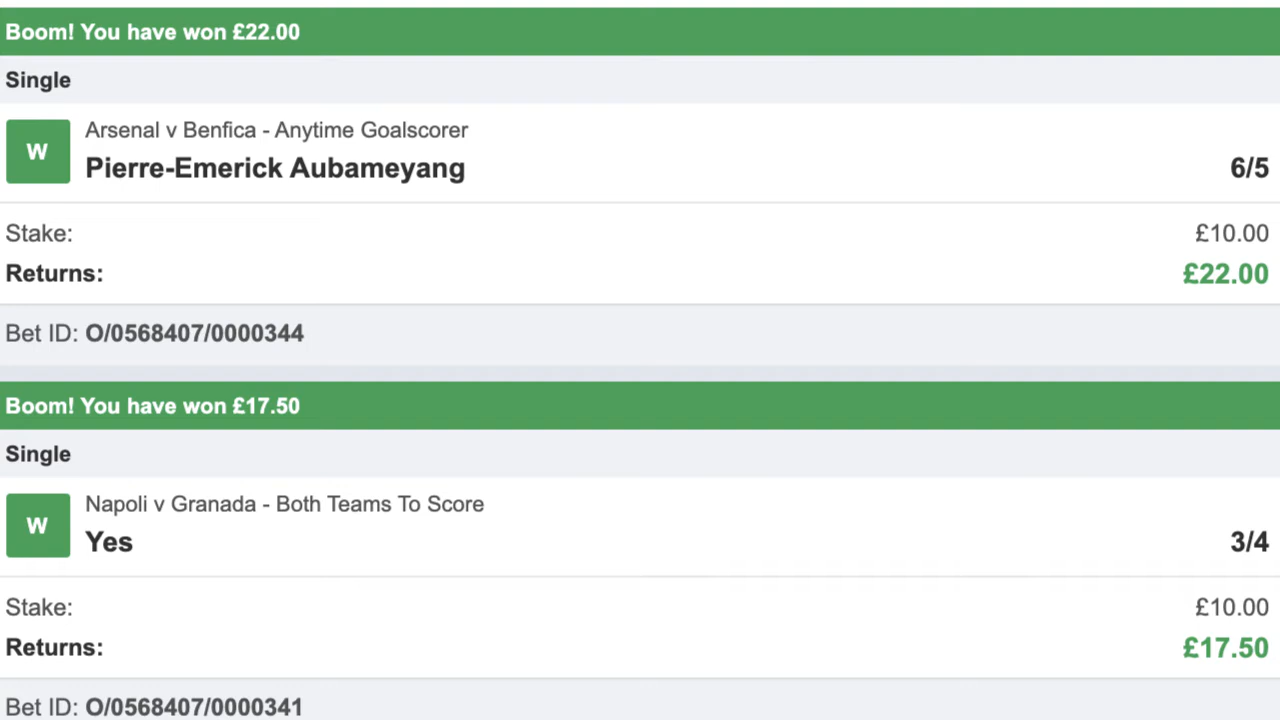 Boom! You have won £22.00
Single
W
Arsenal v Benfica - Anytime Goalscorer
Pierre-Emerick Aubameyang 6/5
Stake: £10.00
Returns: £22.00
Bet ID: O/0568407/0000344
Boom! You have won £17.50
Single
W
Napoli v Granada - Both Teams To Score
Yes 3/4
Stake: £10.00
Returns: £17.50
Bet ID: O/0568407/0000341